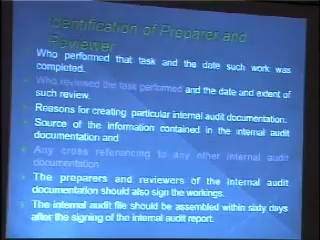 Identification of Preparer and
Reviewer
Who performed that task and the date such work was
completed.
Who reviewed the task performed and the date and extent of
such review.
Reasons for creating particular internal audit documentation.
Source of the information contained in the internal audit
documentation and
Any cross referencing to any other internal audit
documentation
The preparers and reviewers of the internal audit
documentation should also sign the workings.
The internal audit file should be assembled within sixty days
after the signing of the internal audit report.